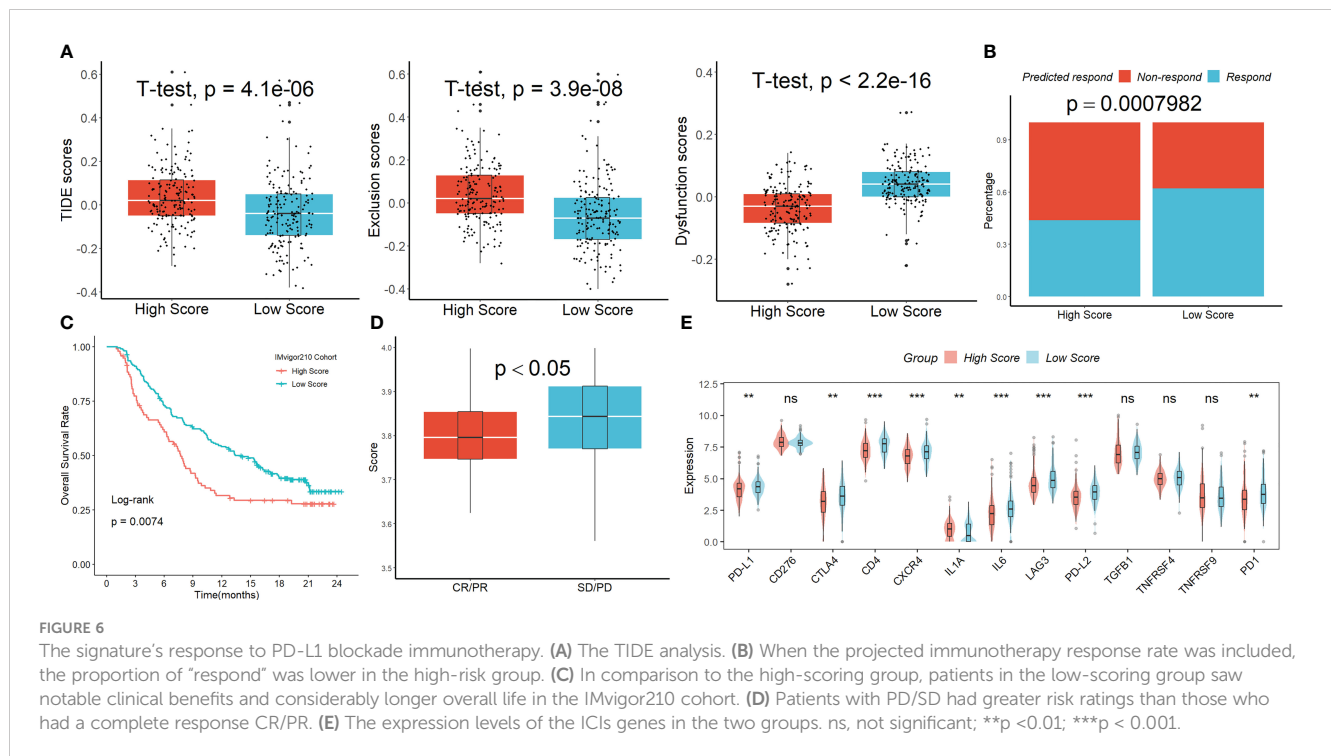 A
TIDE scores
0.6
0.4
0.2
0.0
-0.2
-0.4
T-test, p = 4.1e-06
High Score
Low Score
Exclusion scores
0.6
0.4
0.2
0.0
-0.2
-0.4
T-test, p = 3.9e-08
High Score
Low Score
Dysfunction scores
0.4
0.2
0.0
-0.2
T-test, p < 2.2e-16
High Score
Low Score
B
Predicted respond Non-respond Respond
p = 0.0007982
Percentage
0.9
0.6
0.3
0.0
High Score
Low Score
C
Overall Survival Rate
1.00
0.75
0.50
0.25
0.00
IMvigor210 Cohort
High Score
Low Score
Log-rank
p = 0.0074
0 3 6 9 12 15 18 21 24
Time(months)
D
p < 0.05
Score
3.9
3.8
3.7
3.6
3.5
CR/PR
SD/PD
E
Group High Score Low Score
Expression
12.5
10.0
7.5
5.0
2.5
0.0
** ns ** *** *** ** *** *** *** ns ns ns **
PD-L1 CD276 CTLA4 CD4 CXCR4 IL1A IL6 LAG3 PD-L2 TGFB1 TNFRSF4 TNFRSF9 PD1
FIGURE 6
The signature's response to PD-L1 blockade immunotherapy. (A) The TIDE analysis. (B) When the projected immunotherapy response rate was included,
the proportion of "respond" was lower in the high-risk group. (C) In comparison to the high-scoring group, patients in the low-scoring group saw
notable clinical benefits and considerably longer overall life in the IMvigor210 cohort. (D) Patients with PD/SD had greater risk ratings than those who
had a complete response CR/PR. (E) The expression levels of the ICIs genes in the two groups. ns, not significant; **p <0.01; ***p < 0.001.